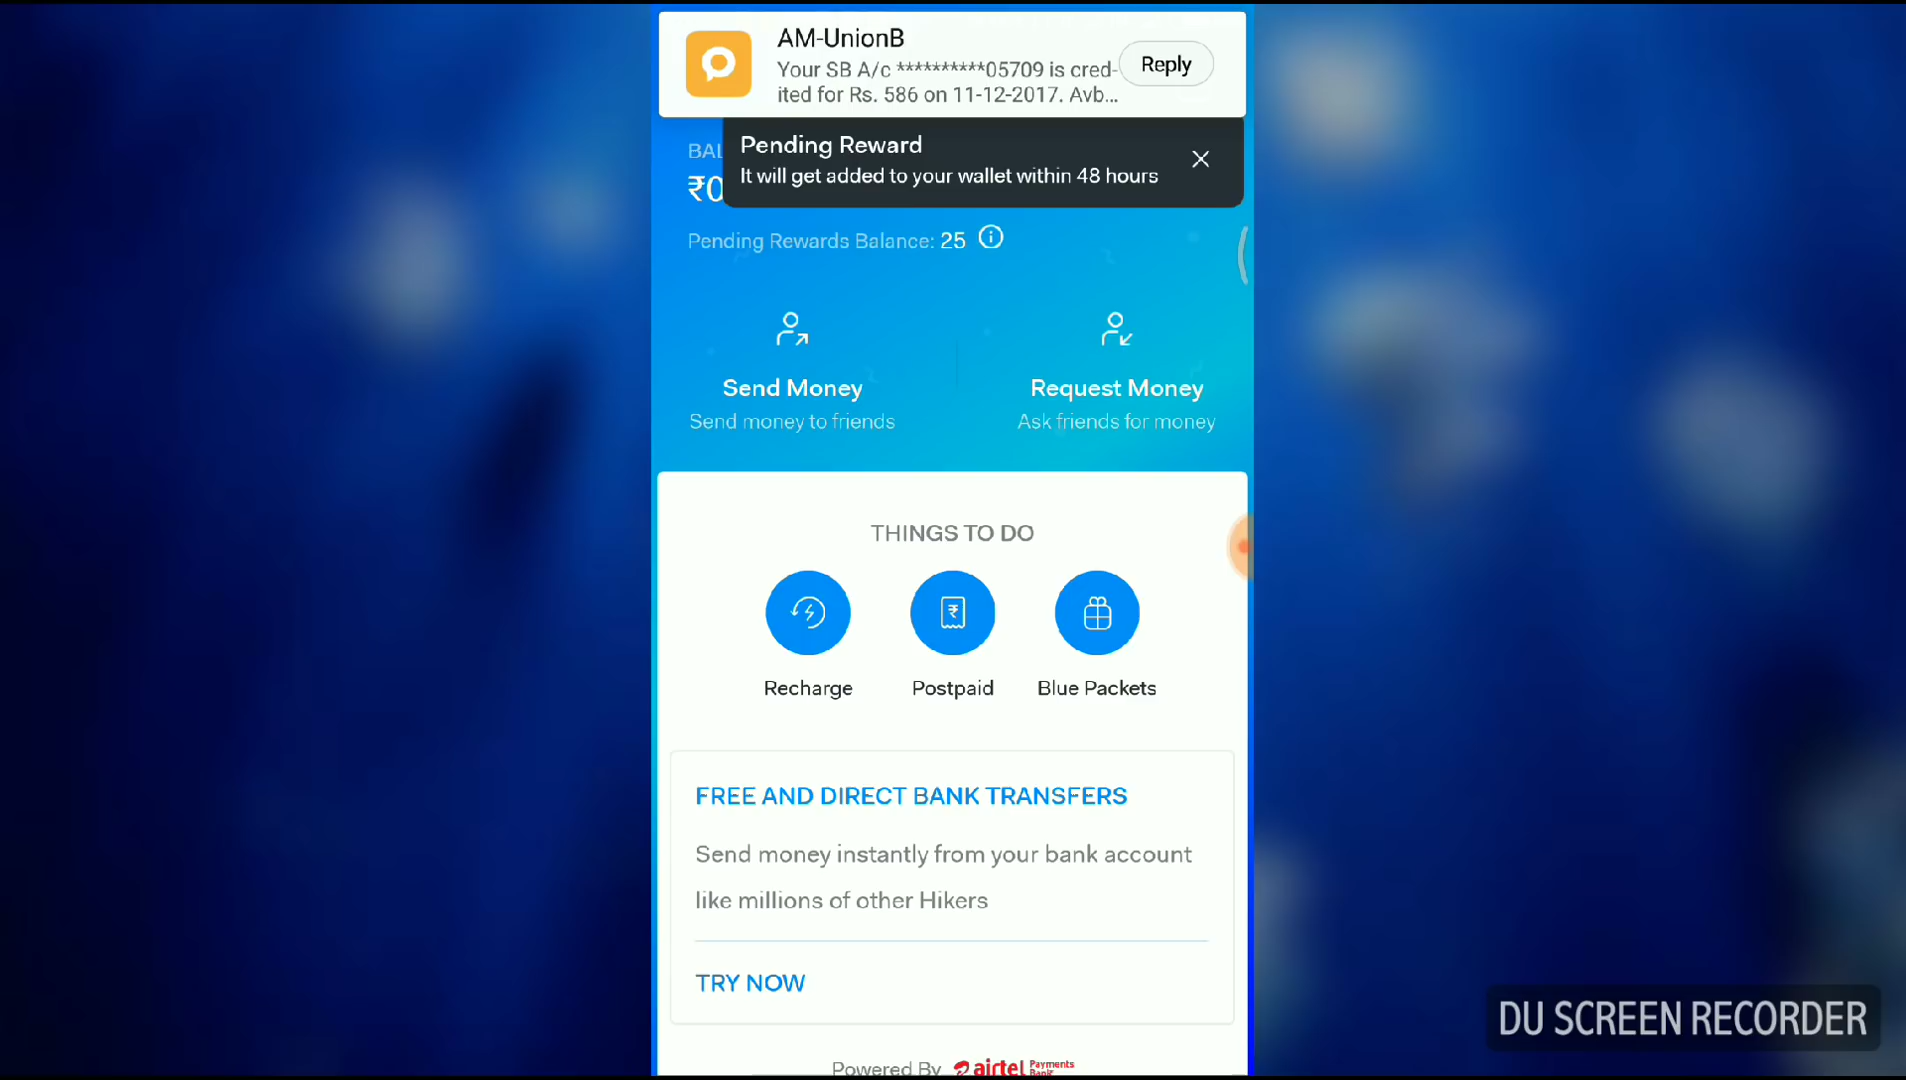 AM-UnionB
Your SB A/c **********05709 is cred-
ited for Rs. 586 on 11-12-2017. Avb...
Reply
Pending Reward
It will get added to your wallet within 48 hours
BAL
₹0
Pending Rewards Balance: 25
Send Money
Send money to friends
Request Money
Ask friends for money
THINGS TO DO
Recharge
Postpaid
Blue Packets
FREE AND DIRECT BANK TRANSFERS
Send money instantly from your bank account
like millions of other Hikers
TRY NOW
Powered By airtel Payments
Bank
DU SCREEN RECORDER